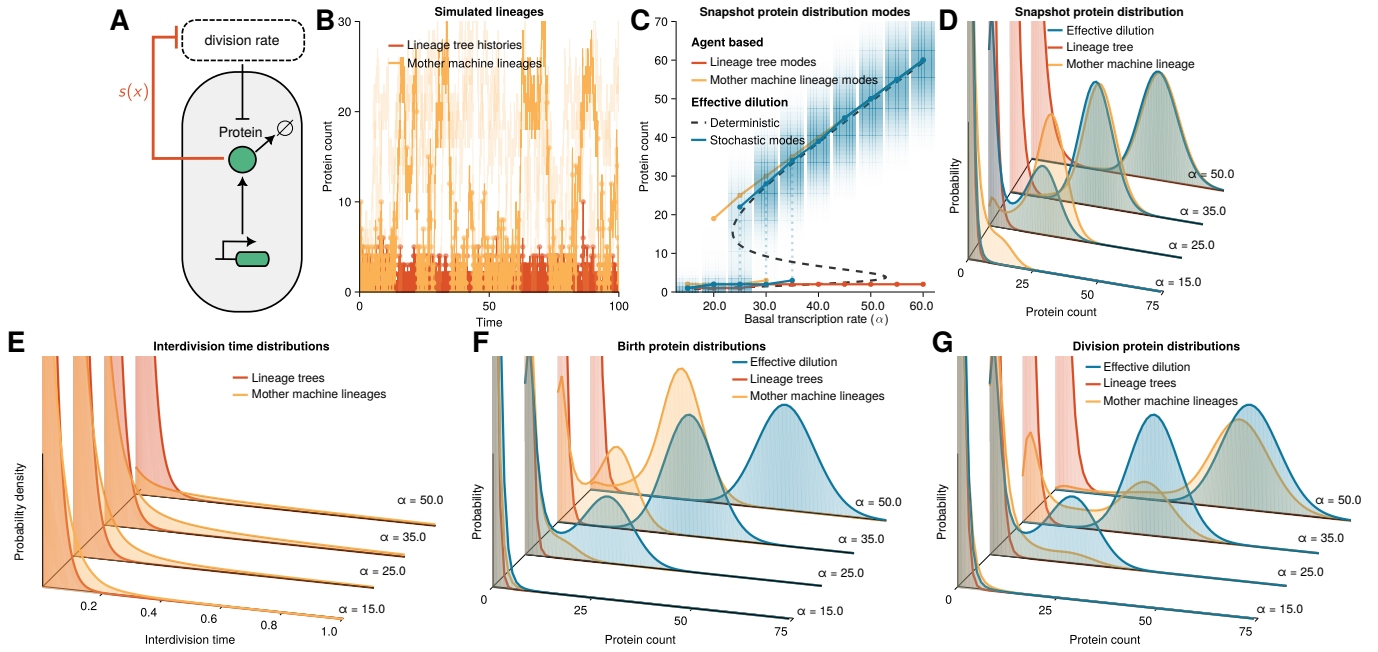 A
division rate
s(x)
Protein
∅
B
Simulated lineages
Lineage tree histories
Mother machine lineages
Protein count
30
20
10
0
0
50
100
Time
C
Snapshot protein distribution modes
Agent based
Lineage tree modes
Mother machine lineage modes
Effective dilution
Deterministic
Stochastic modes
Protein count
70
60
50
40
30
20
10
0
20.0
30.0
40.0
50.0
60.0
Basal transcription rate (α)
D
Snapshot protein distribution
Effective dilution
Lineage tree
Mother machine lineage
Probability
α = 50.0
α = 35.0
α = 25.0
α = 15.0
0
25
50
75
Protein count
E
Interdivision time distributions
Lineage trees
Mother machine lineages
Probability density
α = 50.0
α = 35.0
α = 25.0
α = 15.0
0.2
0.4
0.6
0.8
1.0
Interdivision time
F
Birth protein distributions
Effective dilution
Lineage trees
Mother machine lineages
Probability
α = 50.0
α = 35.0
α = 25.0
α = 15.0
0
25
50
75
Protein count
G
Division protein distributions
Effective dilution
Lineage trees
Mother machine lineages
Probability
α = 50.0
α = 35.0
α = 25.0
α = 15.0
0
25
50
75
Protein count